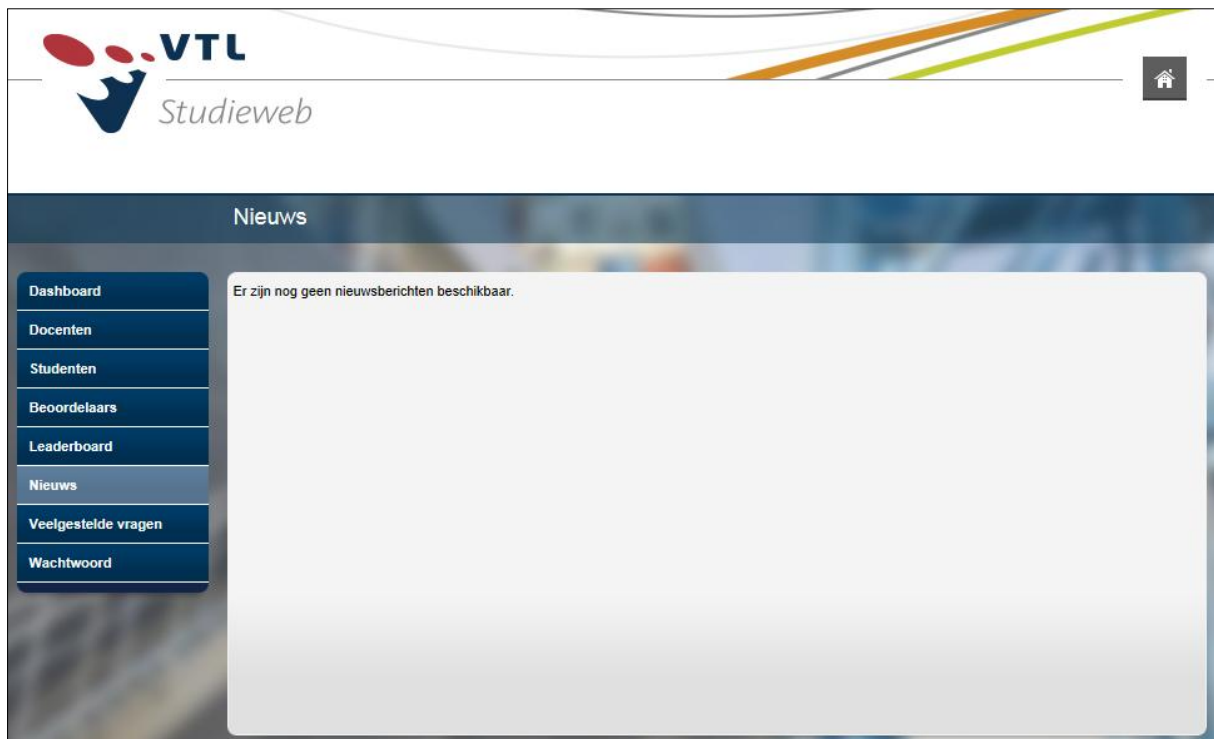 VTL
Studieweb
Nieuws
Dashboard
Docenten
Studenten
Beoordelaars
Leaderboard
Nieuws
Veelgestelde vragen
Wachtwoord
Er zijn nog geen nieuwsberichten beschikbaar.